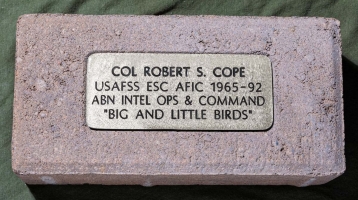 COL ROBERT S. COPE
USAFSS ESC AFIC 1965-92
ABN INTEL OPS & COMMAND
"BIG AND LITTLE BIRDS"